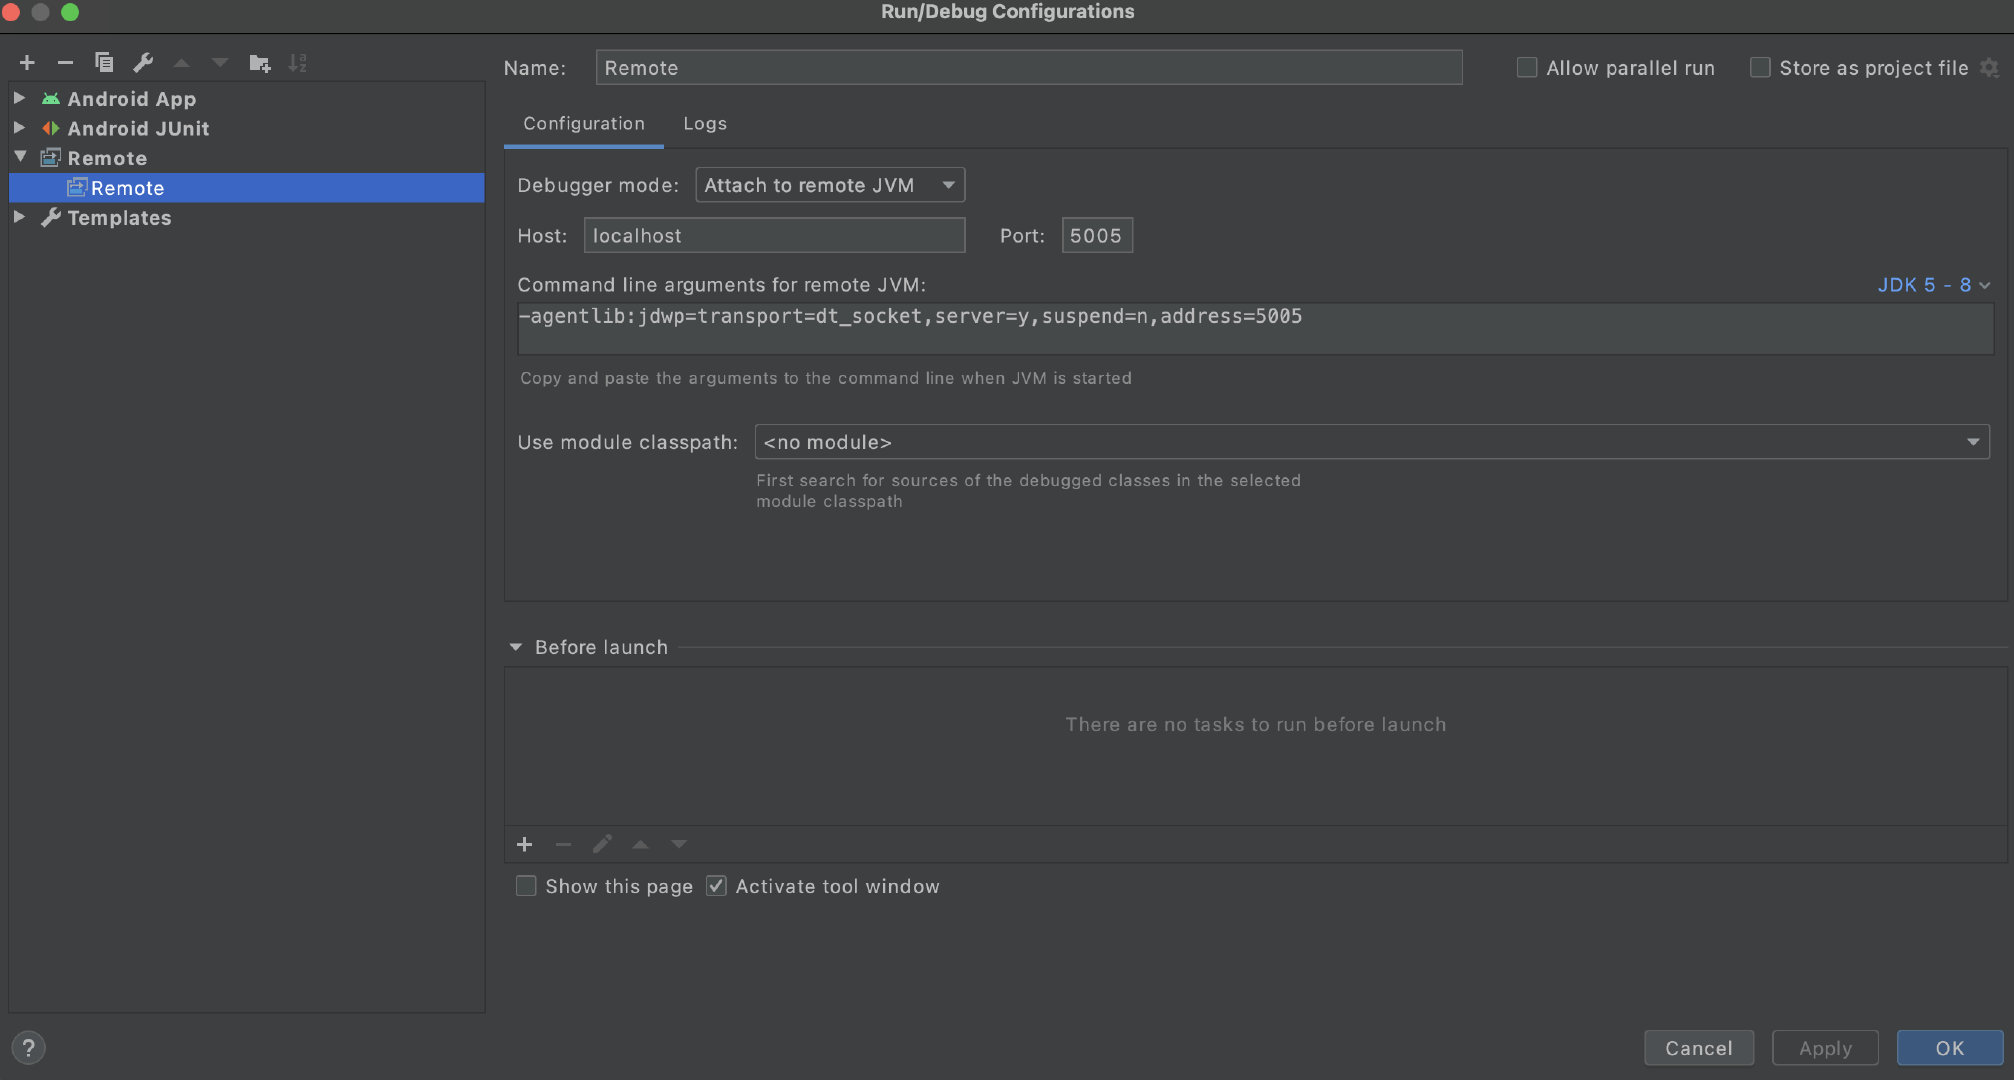 Run/Debug Configurations
Name: Remote
Allow parallel run
Store as project file
Android App
Android JUnit
Remote
Remote
Templates
Configuration Logs
Debugger mode: Attach to remote JVM
Host: localhost Port: 5005
Command line arguments for remote JVM: JDK 5 - 8
-agentlib:jdwp=transport=dt_socket,server=y,suspend=n,address=5005
Copy and paste the arguments to the command line when JVM is started
Use module classpath: <no module>
First search for sources of the debugged classes in the selected
module classpath
Before launch
There are no tasks to run before launch
Show this page Activate tool window
? Cancel Apply OK